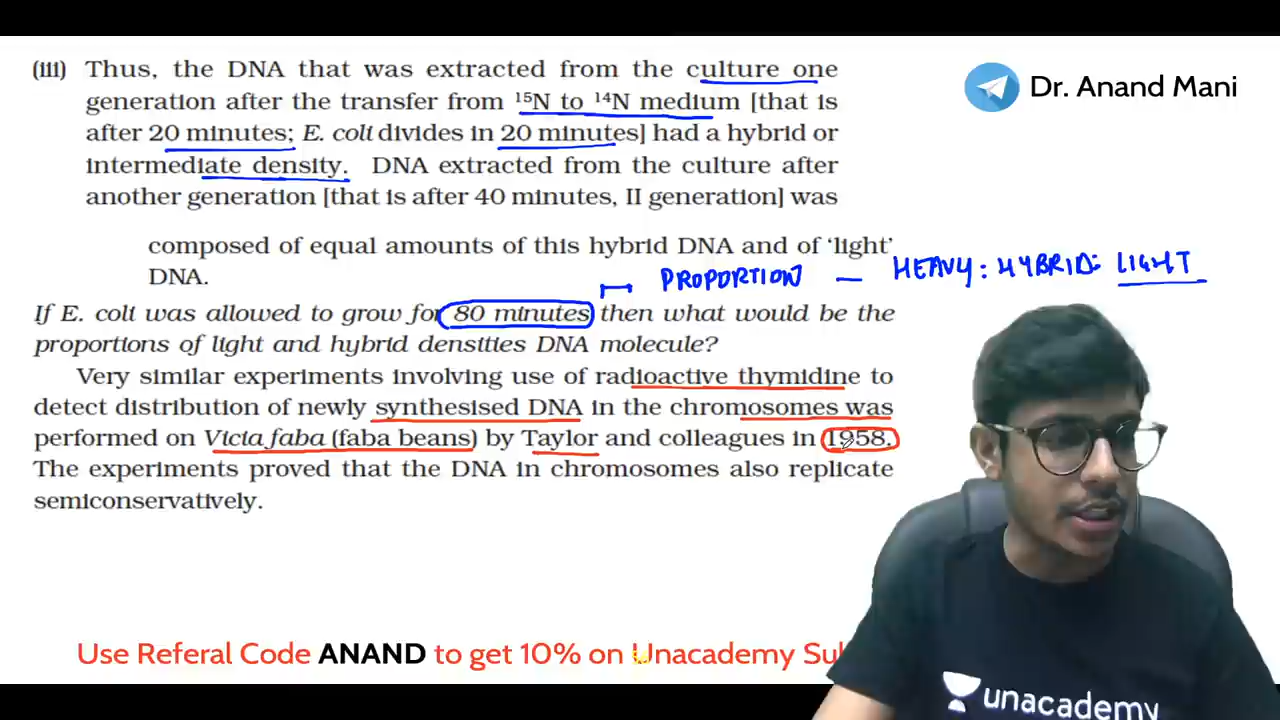 (iii) Thus, the DNA that was extracted from the culture one
generation after the transfer from ¹⁵N to ¹⁴N medium [that is
after 20 minutes; E. coli divides in 20 minutes] had a hybrid or
intermediate density. DNA extracted from the culture after
another generation [that is after 40 minutes, II generation] was
Dr. Anand Mani
composed of equal amounts of this hybrid DNA and of ‘light’
DNA.
PROPORTION — HEAVY : HYBRID : LIGHT
If E. coli was allowed to grow for 80 minutes then what would be the
proportions of light and hybrid densities DNA molecule?
Very similar experiments involving use of radioactive thymidine to
detect distribution of newly synthesised DNA in the chromosomes was
performed on Vicia faba (faba beans) by Taylor and colleagues in 1958.
The experiments proved that the DNA in chromosomes also replicate
semiconservatively.
Use Referal Code ANAND to get 10% on Unacademy
unacademy